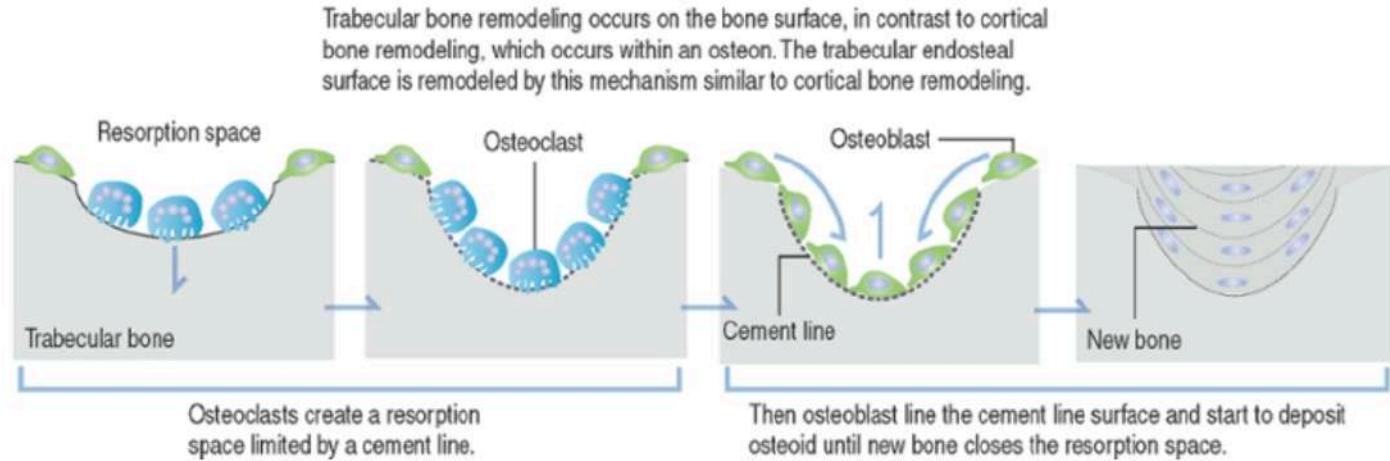 Trabecular bone remodeling occurs on the bone surface, in contrast to cortical
bone remodeling, which occurs within an osteon. The trabecular endosteal
surface is remodeled by this mechanism similar to cortical bone remodeling.
Resorption space
Osteoclast
Osteoblast
Trabecular bone
Cement line
New bone
Osteoclasts create a resorption
space limited by a cement line.
Then osteoblast line the cement line surface and start to deposit
osteoid until new bone closes the resorption space.